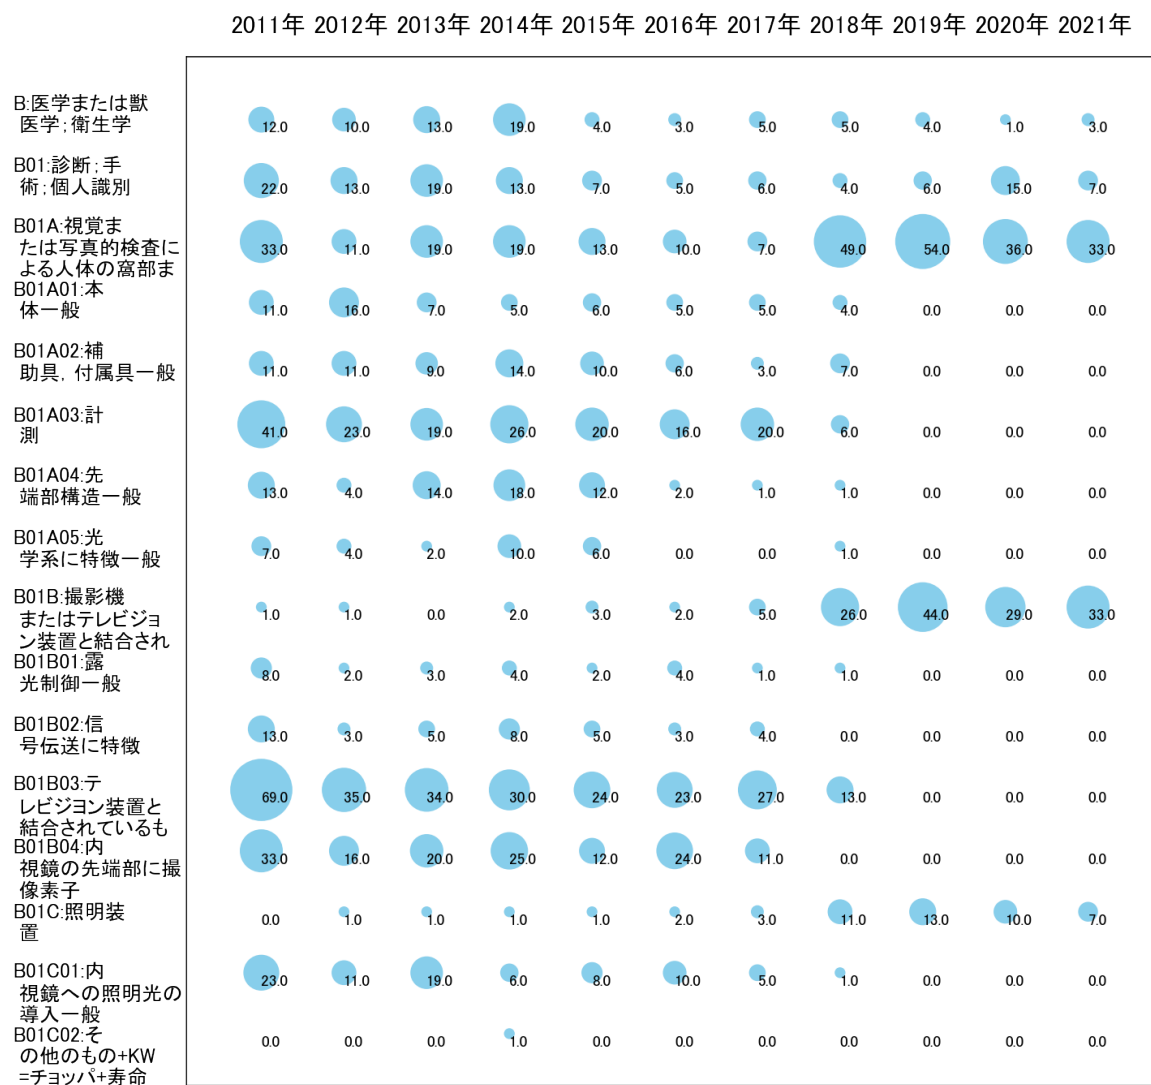 2011年 2012年 2013年 2014年 2015年 2016年 2017年 2018年 2019年 2020年 2021年
B:医学または獣
医学;衛生学
12.0 10.0 13.0 19.0 4.0 3.0 5.0 5.0 4.0 1.0 3.0
B01:診断;手
術;個人識別
22.0 13.0 19.0 13.0 7.0 5.0 6.0 4.0 6.0 15.0 7.0
B01A:視覚ま
たは写真的検査に
よる人体の窩部ま
33.0 11.0 19.0 19.0 13.0 10.0 7.0 49.0 54.0 36.0 33.0
B01A01:本
体一般
11.0 16.0 7.0 5.0 6.0 5.0 5.0 4.0 0.0 0.0 0.0
B01A02:補
助具,付属具一般
11.0 11.0 9.0 14.0 10.0 6.0 3.0 7.0 0.0 0.0 0.0
B01A03:計
測
41.0 23.0 19.0 26.0 20.0 16.0 20.0 6.0 0.0 0.0 0.0
B01A04:先
端部構造一般
13.0 4.0 14.0 18.0 12.0 2.0 1.0 1.0 0.0 0.0 0.0
B01A05:光
学系に特徴一般
7.0 4.0 2.0 10.0 6.0 0.0 0.0 1.0 0.0 0.0 0.0
B01B:撮影機
またはテレビジョ
ン装置と結合され
1.0 1.0 0.0 2.0 3.0 2.0 5.0 26.0 44.0 29.0 33.0
B01B01:露
光制御一般
8.0 2.0 3.0 4.0 2.0 4.0 1.0 1.0 0.0 0.0 0.0
B01B02:信
号伝送に特徴
13.0 3.0 5.0 8.0 5.0 3.0 4.0 0.0 0.0 0.0 0.0
B01B03:テ
レビジヨン装置と
結合されているも
69.0 35.0 34.0 30.0 24.0 23.0 27.0 13.0 0.0 0.0 0.0
B01B04:内
視鏡の先端部に撮
像素子
33.0 16.0 20.0 25.0 12.0 24.0 11.0 0.0 0.0 0.0 0.0
B01C:照明装
置
0.0 1.0 1.0 1.0 1.0 2.0 3.0 11.0 13.0 10.0 7.0
B01C01:内
視鏡への照明光の
導入一般
23.0 11.0 19.0 6.0 8.0 10.0 5.0 1.0 0.0 0.0 0.0
B01C02:そ
の他のもの+KW
=チョッパ+寿命
0.0 0.0 0.0 1.0 0.0 0.0 0.0 0.0 0.0 0.0 0.0